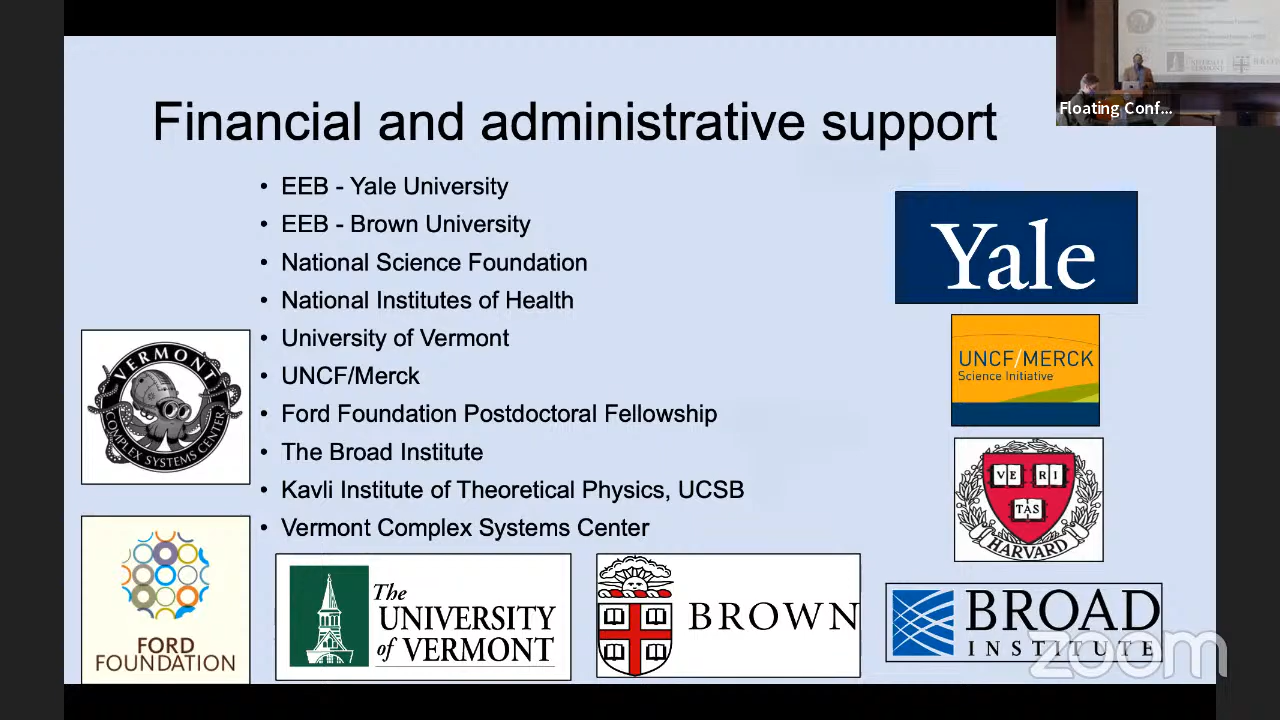 Financial and administrative support
Floating Conf...
• EEB - Yale University
• EEB - Brown University
• National Science Foundation
• National Institutes of Health
• University of Vermont
• UNCF/Merck
• Ford Foundation Postdoctoral Fellowship
• The Broad Institute
• Kavli Institute of Theoretical Physics, UCSB
• Vermont Complex Systems Center
Yale
UNCF/MERCK
Science Initiative
VERMONT
COMPLEX SYSTEMS CENTER
VE RI
TAS
HARVARD
FORD
FOUNDATION
The
UNIVERSITY
of VERMONT
BROWN
BROAD
INSTITUTE
zoom